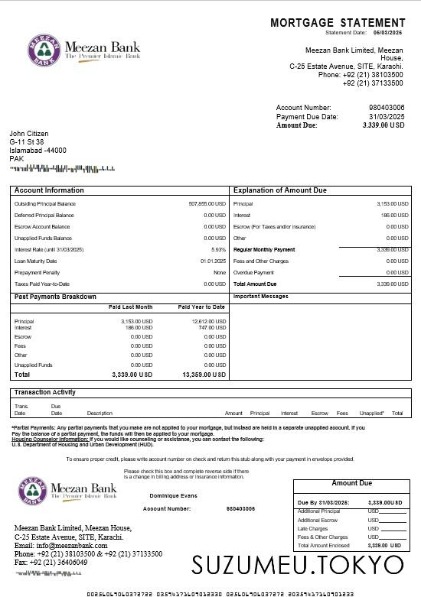 MORTGAGE STATEMENT
Statement Date: 05/03/2025
MEEZAN BANK
Meezan Bank
The Premier Islamic Bank
Meezan Bank Limited, Meezan
House,
C-25 Estate Avenue, SITE, Karachi.
Phone: +92 (21) 38103500
+92 (21) 37133500
Account Number: 980403006
Payment Due Date: 31/03/2025
Amount Due: 3,339.00 USD
John Citizen
G-11 St 38
Islamabad -44000
PAK
Account Information
Outstanding Principal Balance 507,855.00 USD
Deferred Principal Balance 0.00 USD
Escrow Account Balance 0.00 USD
Unapplied Funds Balance 0.00 USD
Interest Rate (until 31/03/2025) 5.93%
Loan Maturity Date 01.01.2025
Prepayment Penalty None
Taxes Paid Year-to-Date 0.00 USD
Explanation of Amount Due
Principal 3,153.00 USD
Interest 186.00 USD
Escrow (For Taxes and/or Insurance) 0.00 USD
Other 0.00 USD
Regular Monthly Payment 3,339.00 USD
Fees and Other Charges 0.00 USD
Overdue Payment 0.00 USD
Total Amount Due 3,339.00 USD
Past Payments Breakdown
Paid Last Month Paid Year to Date
Principal 3,153.00 USD 12,612.00 USD
Interest 186.00 USD 747.00 USD
Escrow 0.00 USD 0.00 USD
Fees 0.00 USD 0.00 USD
Other 0.00 USD 0.00 USD
Unapplied Funds 0.00 USD 0.00 USD
Total 3,339.00 USD 13,359.00 USD
Important Messages
Transaction Activity
Trans. Date Due Date Description Amount Principal Interest Escrow Fees Unapplied* Total
*Partial Payments: Any partial payments that you make are not applied to your mortgage, but instead are held in a separate unapplied account. If you
Pay the balance of a partial payment, the funds will then be applied to your mortgage.
Housing Counselor Information: If you would like counseling or assistance, you can contact the following:
U.S. Department of Housing and Urban Development (HUD).
To ensure proper credit, please write account number on check and return this stub along with your payment in envelope provided.
Please check this box and complete reverse side if there
is a change in billing address or insurance information.
MEEZAN BANK
Meezan Bank
The Premier Islamic Bank
Dominique Evans
Account Number: 980403006
Meezan Bank Limited, Meezan House,
C-25 Estate Avenue, SITE, Karachi.
Email: info@meezanbank.com
Phone: +92 (21) 38103500 & +92 (21) 37133500
Fax: +92 (21) 36406049
Amount Due
Due By 31/03/2025: 3,339.00USD
Additional Principal USD
Additional Escrow USD
Late Charges USD
Fees & Other Charges USD
Total Amount Enclosed 3,339.00 USD
SUZUMEU.TOKYO